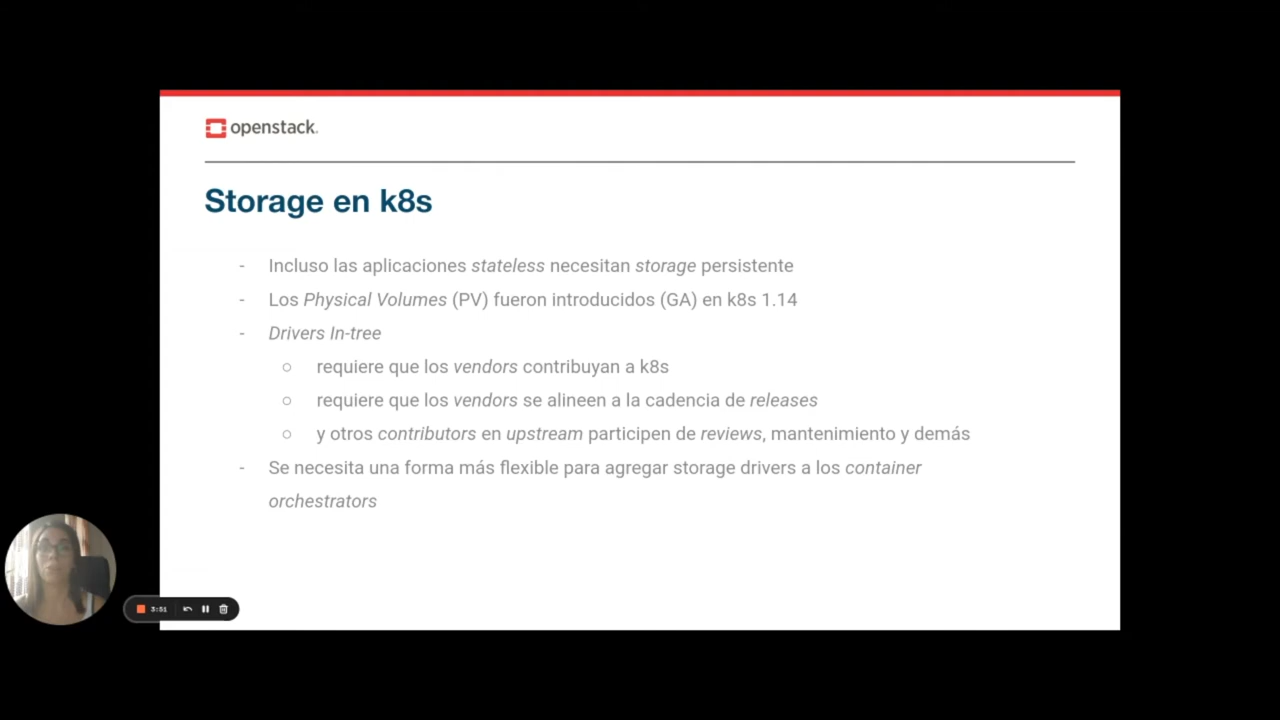 openstack.
Storage en k8s
- Incluso las aplicaciones stateless necesitan storage persistente
- Los Physical Volumes (PV) fueron introducidos (GA) en k8s 1.14
- Drivers In-tree
○ requiere que los vendors contribuyan a k8s
○ requiere que los vendors se alineen a la cadencia de releases
○ y otros contributors en upstream participen de reviews, mantenimiento y demás
- Se necesita una forma más flexible para agregar storage drivers a los container
orchestrators
3:51